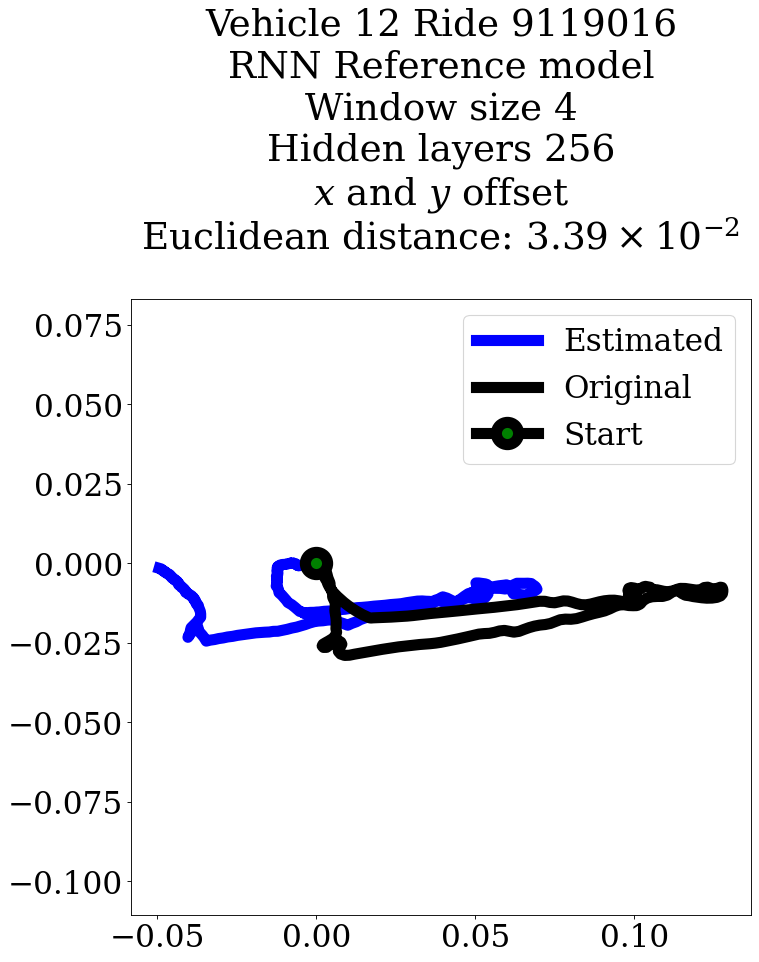 Vehicle 12 Ride 9119016
RNN Reference model
Window size 4
Hidden layers 256
x and y offset
Euclidean distance: 3.39 × 10⁻²
Estimated
Original
Start
0.075
0.050
0.025
0.000
−0.025
−0.050
−0.075
−0.100
−0.05 0.00 0.05 0.10